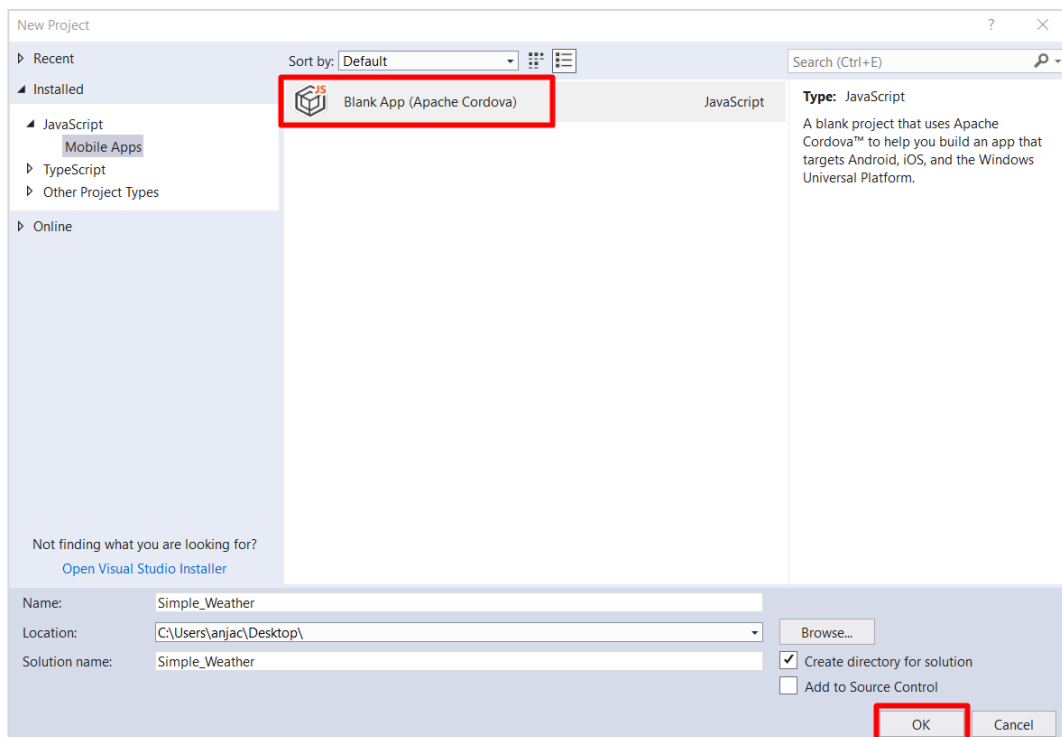 New Project
?
Recent
Installed
JavaScript
Mobile Apps
TypeScript
Other Project Types
Online
Not finding what you are looking for?
Open Visual Studio Installer
Sort by: Default
JS
Blank App (Apache Cordova) JavaScript
Search (Ctrl+E)
Type: JavaScript
A blank project that uses Apache
Cordova™ to help you build an app that
targets Android, iOS, and the Windows
Universal Platform.
Name: Simple_Weather
Location: C:\Users\anjac\Desktop\ Browse...
Solution name: Simple_Weather
Create directory for solution
Add to Source Control
OK Cancel